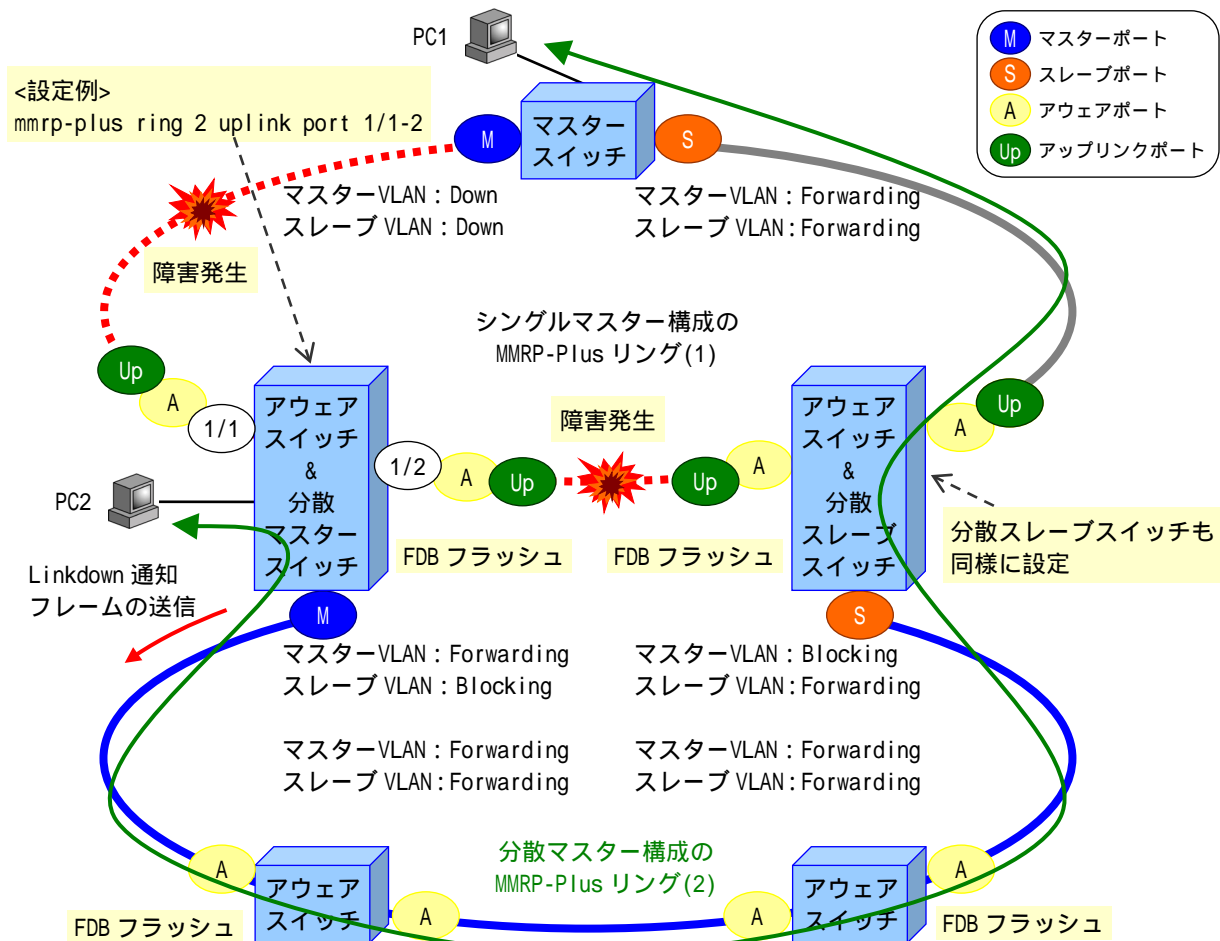 PC1
M マスターポート
S スレーブポート
A アウェアポート
Up アップリンクポート
<設定例>
mmrp-plus ring 2 uplink port 1/1-2
M
マスター
スイッチ
S
マスターVLAN：Down
スレーブ VLAN：Down
マスターVLAN：Forwarding
スレーブ VLAN：Forwarding
障害発生
シングルマスター構成の
MMRP-Plus リング(1)
Up
A
1/1
アウェア
スイッチ
&
分散
マスター
スイッチ
1/2
A
Up
障害発生
Up
A
アウェア
スイッチ
&
分散
スレーブ
スイッチ
A
Up
PC2
分散スレーブスイッチも
同様に設定
FDB フラッシュ
FDB フラッシュ
Linkdown 通知
フレームの送信
M
S
マスターVLAN：Forwarding
スレーブ VLAN：Blocking
マスターVLAN：Blocking
スレーブ VLAN：Forwarding
マスターVLAN：Forwarding
スレーブ VLAN：Forwarding
マスターVLAN：Forwarding
スレーブ VLAN：Forwarding
分散マスター構成の
MMRP-Plus リング(2)
A
アウェア
スイッチ
A
A
アウェア
スイッチ
A
FDB フラッシュ
FDB フラッシュ